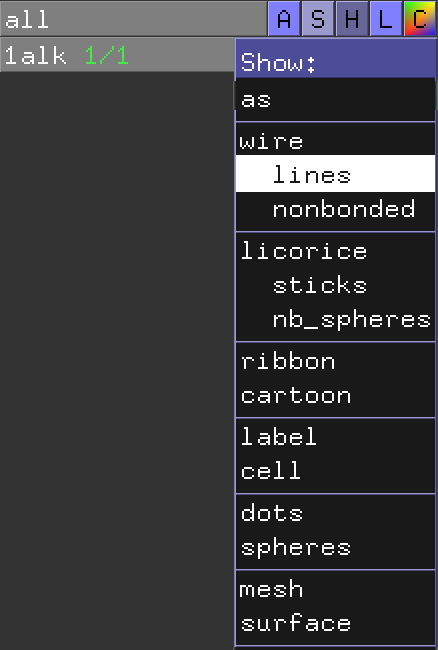 all A S H L C
1alk 1/1
Show:
as
wire
lines
nonbonded
licorice
sticks
nb_spheres
ribbon
cartoon
label
cell
dots
spheres
mesh
surface